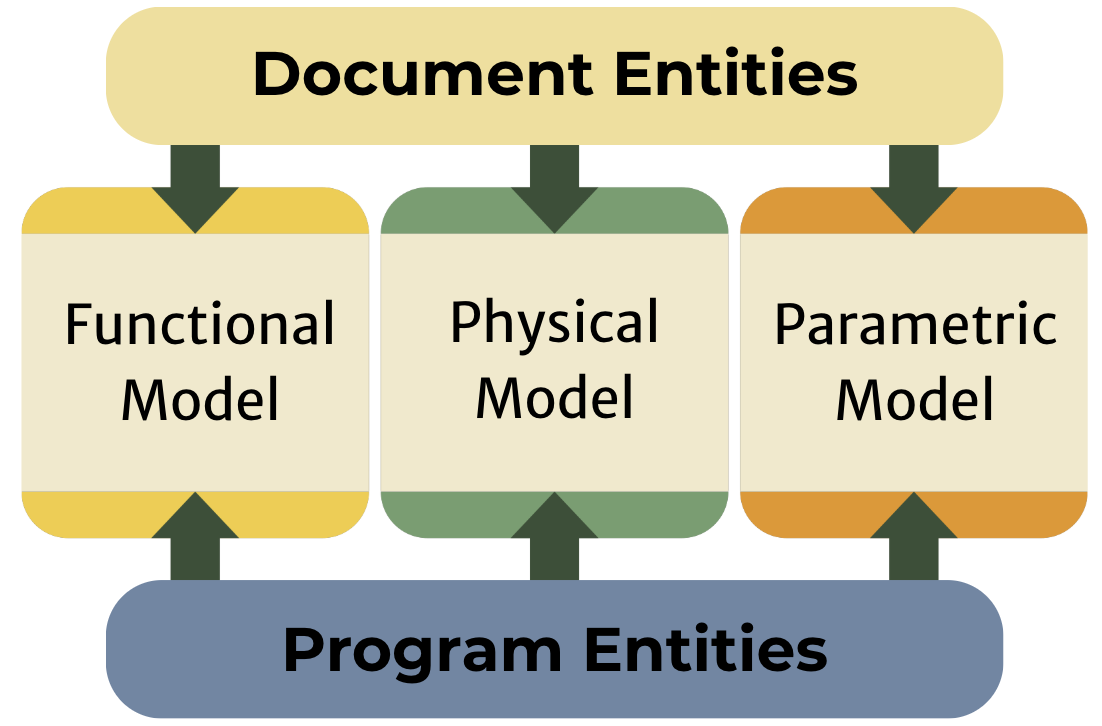 Document Entities
Functional
Model
Physical
Model
Parametric
Model
Program Entities